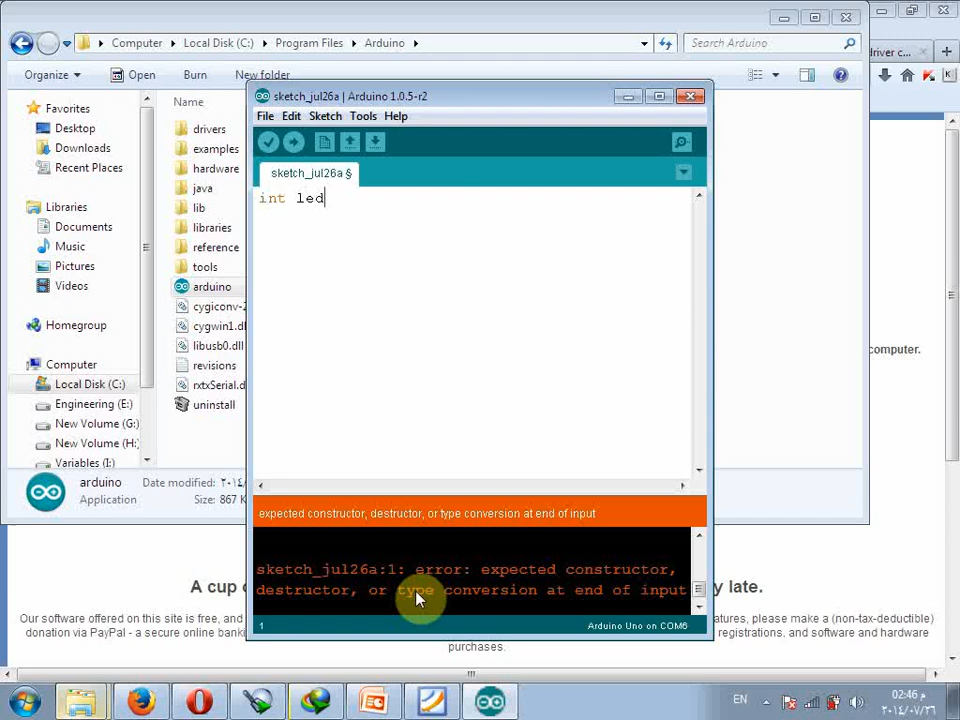 Computer ▸ Local Disk (C:) ▸ Program Files ▸ Arduino ▸
Search Arduino
Organize
Open
Burn
New folder
Name
Favorites
Desktop
Downloads
Recent Places
Libraries
Documents
Music
Pictures
Videos
Homegroup
Computer
Local Disk (C:)
Engineering (E:)
New Volume (G:)
New Volume (H:)
Variables (I:)
drivers
examples
hardware
java
lib
libraries
reference
tools
arduino
cygiconv-2
cygwin1.dl
libusb0.dll
revisions
rxtxSerial.d
uninstall
arduino
Date modified: ٢٠١٤/
Application
Size: 867 K
sketch_jul26a | Arduino 1.0.5-r2
File Edit Sketch Tools Help
sketch_jul26a §
int led
expected constructor, destructor, or type conversion at end of input
sketch_jul26a:1: error: expected constructor,
destructor, or type conversion at end of input
1
Arduino Uno on COM6
driver c...
computer.
A cup
y late.
Our software offered on this is free, and
features, please make a (non-tax-deductible)
donation via PayPal - a secure online bank
registrations, and software and hardware
purchases.
EN
02:46 م
٢٠١٤/٠٧/٢٦